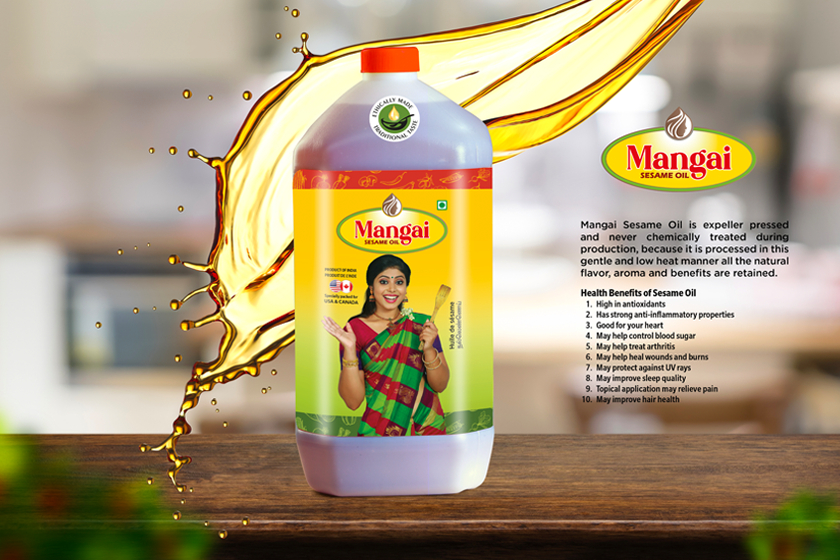 ETHICALLY MADE
TRADITIONAL TASTE
Mangai
SESAME OIL
PRODUCT OF INDIA
PRODUIT DE L'INDE
Specially packed for
USA & CANADA
Huile de sésame
Mangai
SESAME OIL
Mangai Sesame Oil is expeller pressed
and never chemically treated during
production, because it is processed in this
gentle and low heat manner all the natural
flavor, aroma and benefits are retained.
Health Benefits of Sesame Oil
1. High in antioxidants
2. Has strong anti-inflammatory properties
3. Good for your heart
4. May help control blood sugar
5. May help treat arthritis
6. May help heal wounds and burns
7. May protect against UV rays
8. May improve sleep quality
9. Topical application may relieve pain
10. May improve hair health